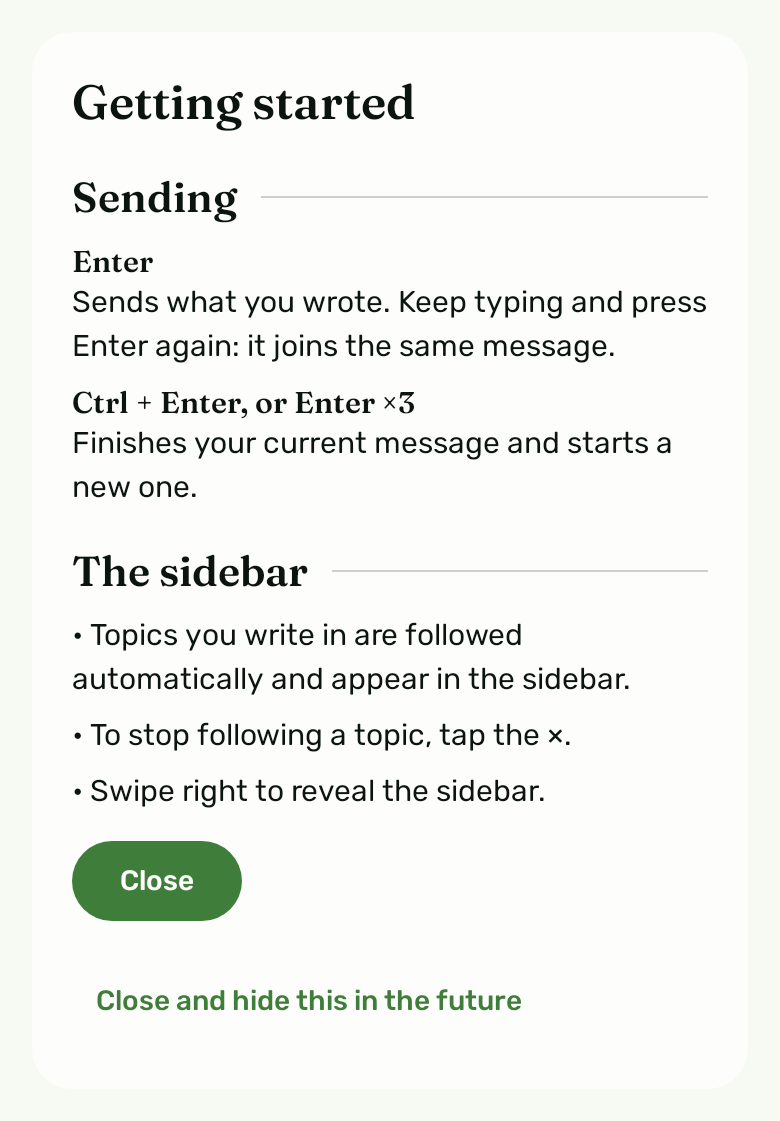 Getting started
Sending
Enter
Sends what you wrote. Keep typing and press
Enter again: it joins the same message.
Ctrl + Enter, or Enter ×3
Finishes your current message and starts a
new one.
The sidebar
• Topics you write in are followed
automatically and appear in the sidebar.
• To stop following a topic, tap the ×.
• Swipe right to reveal the sidebar.
Close
Close and hide this in the future